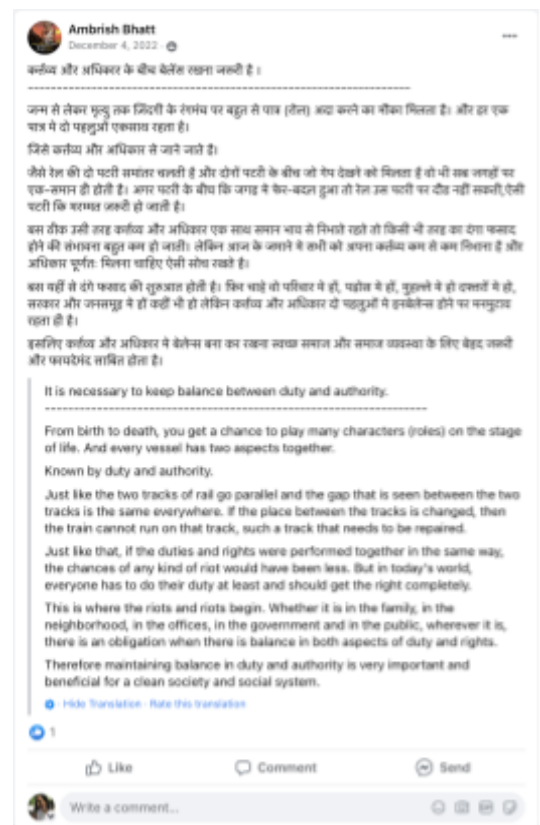 Ambrish Bhatt
December 4, 2022 ·
कर्तव्य और अधिकार के बीच बेलेंस रखना जरूरी है ।
-----------------------------------------------------------------
जन्म से लेकर मृत्यु तक ज़िंदगी के रंगमंच पर बहुत से पात्र (रोल) अदा करने का मौका मिलता है। और हर एक
पात्र मे दो पहलुओं एकसाथ रहता है।
जिसे कर्तव्य और अधिकार से जाने जाते है।
जैसे रेल की दो पटरी समांतर चलती है और दोनों पटरी के बीच जो गेप देखने को मिलता है वो भी सब जगहों पर
एक-समान ही होती है। अगर पटरी के बीच कि जगह मे फेर-बदल हुआ तो रेल उस पटरी पर दौड नहीं सकती,ऐसी
पटरी कि मरम्मत जरूरी हो जाती है।
बस ठीक उसी तरह कर्तव्य और अधिकार एक साथ समान भाव से निभाते रहते तो किसी भी तरह का दंगा फसाद
होने की संभावना बहुत कम हो जाती। लेकिन आज के जमाने मे सभी को अपना कर्तव्य कम से कम निभाना है और
अधिकार पूर्णतः मिलना चाहिए ऐसी सोच रखते है।
बस यहीं से दंगे फसाद की शुरुआत होती है। फिर चाहे वो परिवार मे हों, पड़ोस मे हों, मुहल्ले मे हो दफ्तरों मे हो,
सरकार और जनसमूह मे हों कहीं भी हो लेकिन कर्तव्य और अधिकार दो पहलुओं मे इनबेलेन्स होने पर मनमुटाव
रहता ही है।
इसलिए कर्तव्य और अधिकार मे बेलेन्स बना कर रखना स्वच्छ समाज और समाज व्यवस्था के लिए बेहद जरूरी
और फायदेमंद साबित होता है।
It is necessary to keep balance between duty and authority.
-----------------------------------------------------------------
From birth to death, you get a chance to play many characters (roles) on the stage
of life. And every vessel has two aspects together.
Known by duty and authority.
Just like the two tracks of rail go parallel and the gap that is seen between the two
tracks is the same everywhere. If the place between the tracks is changed, then
the train cannot run on that track, such a track that needs to be repaired.
Just like that, if the duties and rights were performed together in the same way,
the chances of any kind of riot would have been less. But in today's world,
everyone has to do their duty at least and should get the right completely.
This is where the riots and riots begin. Whether it is in the family, in the
neighborhood, in the offices, in the government and in the public, wherever it is,
there is an obligation when there is balance in both aspects of duty and rights.
Therefore maintaining balance in duty and authority is very important and
beneficial for a clean society and social system.
· Hide Translation · Rate this translation
1
Like Comment Send
Write a comment...